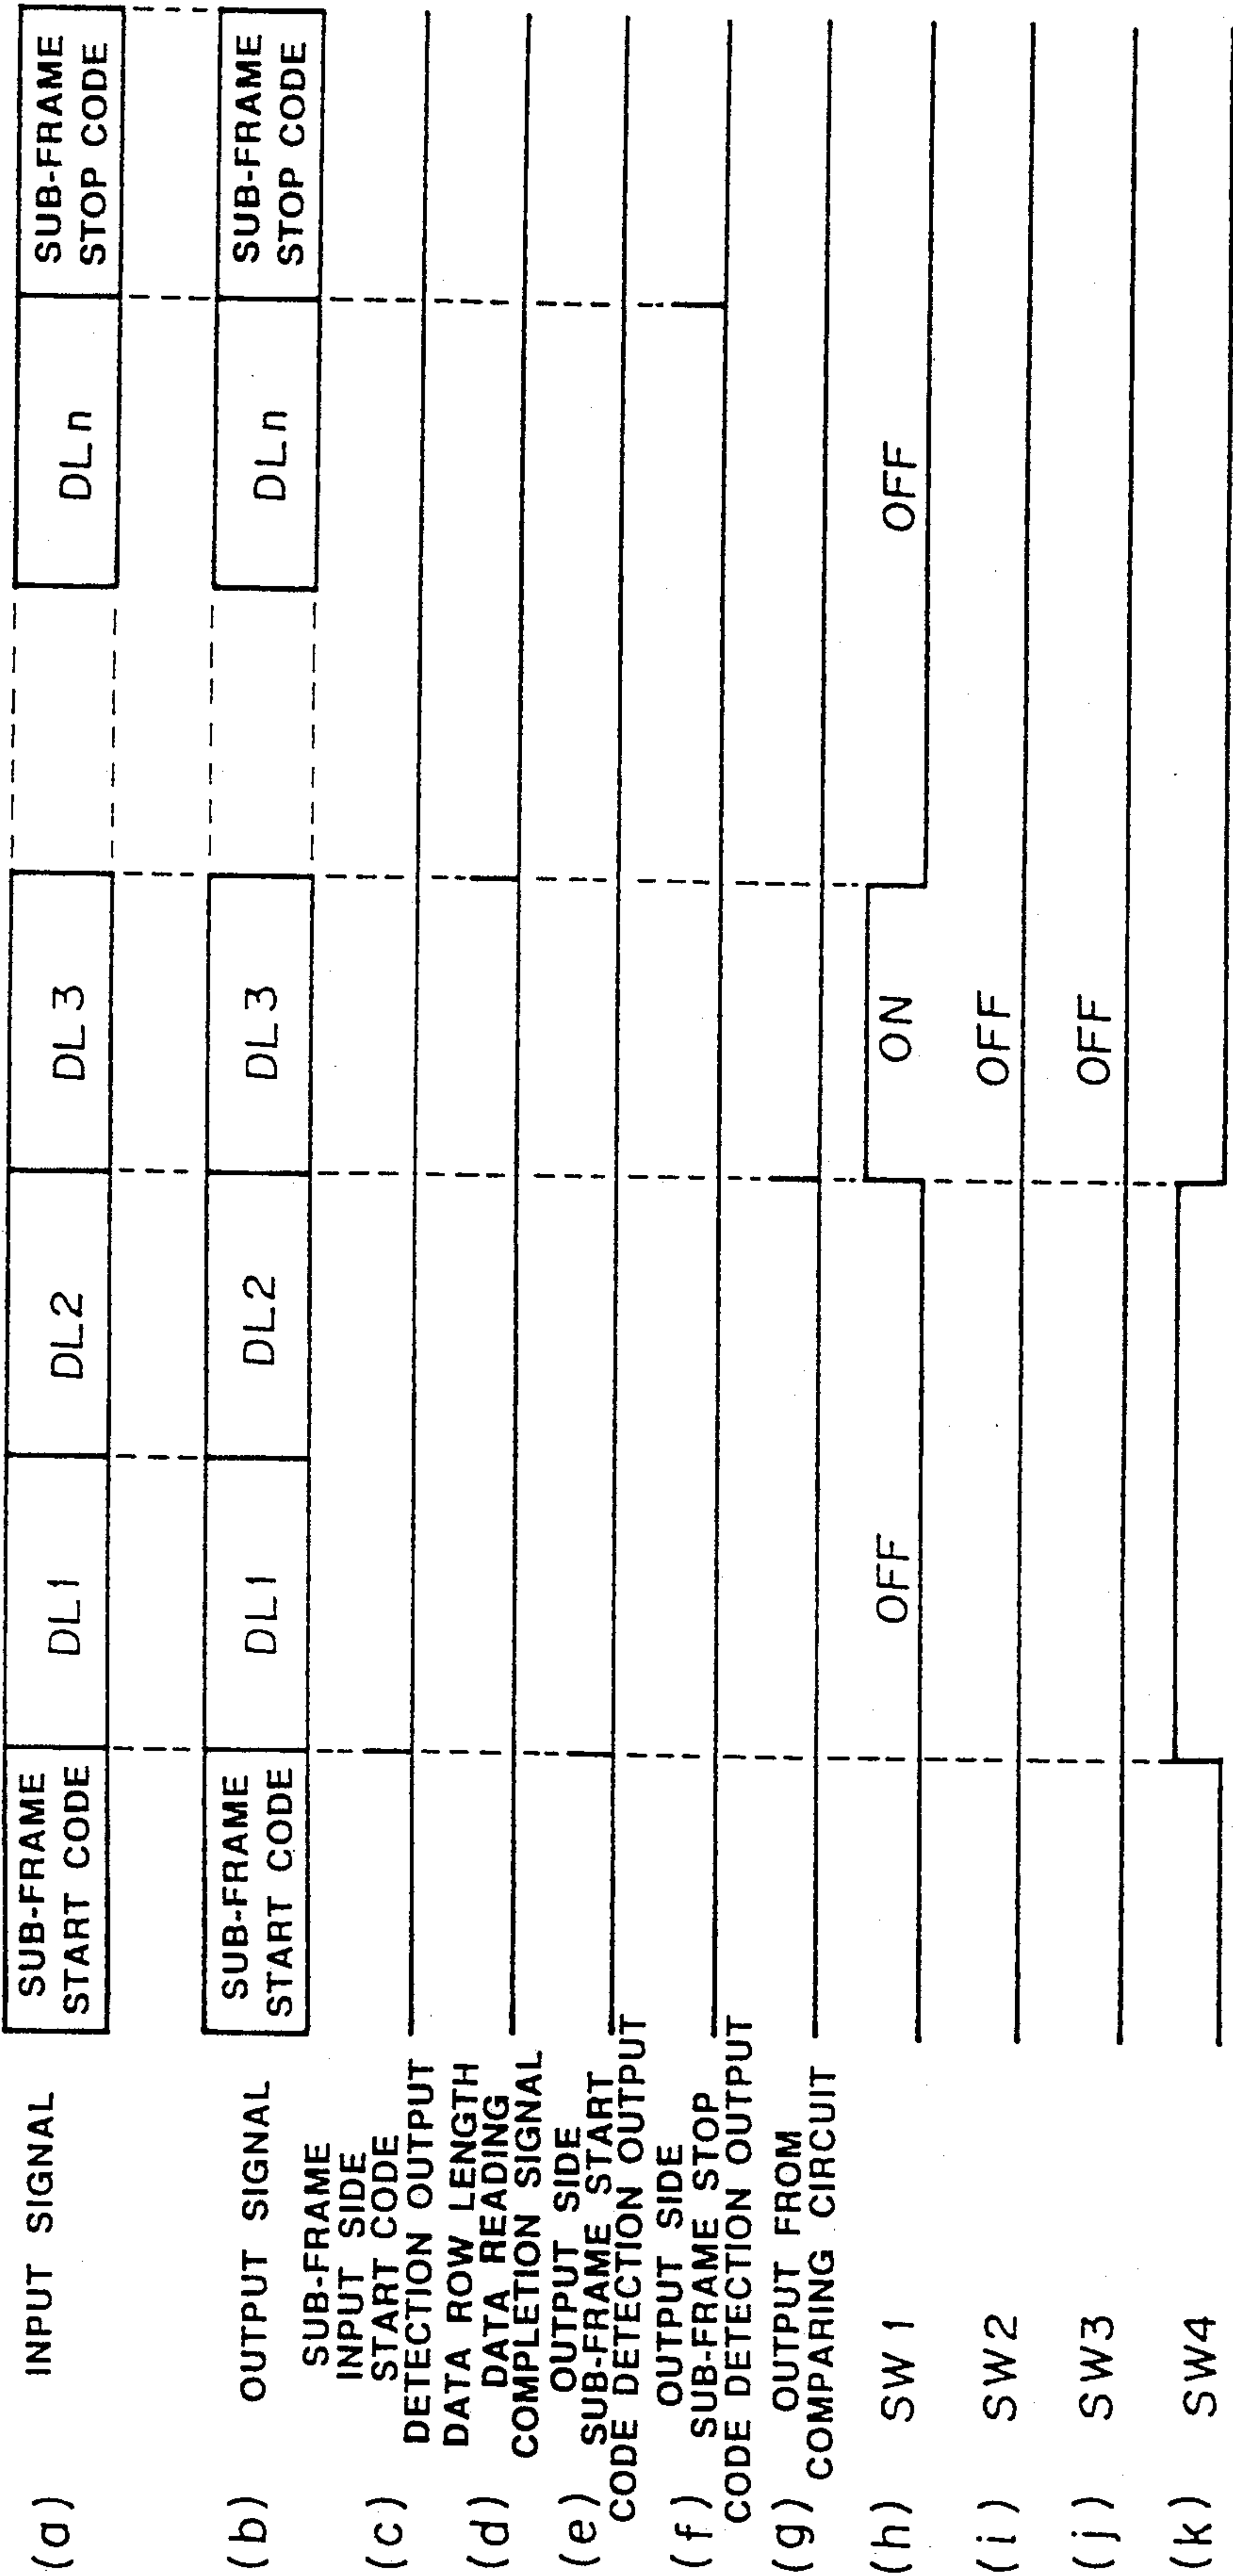 (a) INPUT SIGNAL
SUB-FRAME
START CODE
DL1
DL2
DL3
DLn
SUB-FRAME
STOP CODE
(b) OUTPUT SIGNAL
SUB-FRAME
START CODE
DL1
DL2
DL3
DLn
SUB-FRAME
STOP CODE
(c)
SUB-FRAME
INPUT SIDE
START CODE
DETECTION OUTPUT
(d)
DATA ROW LENGTH
DATA READING
COMPLETION SIGNAL
(e)
OUTPUT SIDE
SUB-FRAME START
CODE DETECTION OUTPUT
(f)
OUTPUT SIDE
SUB-FRAME STOP
CODE DETECTION OUTPUT
(g)
OUTPUT FROM
COMPARING CIRCUIT
(h) SW1
OFF
ON
OFF
(i) SW2
OFF
(j) SW3
OFF
(k) SW4